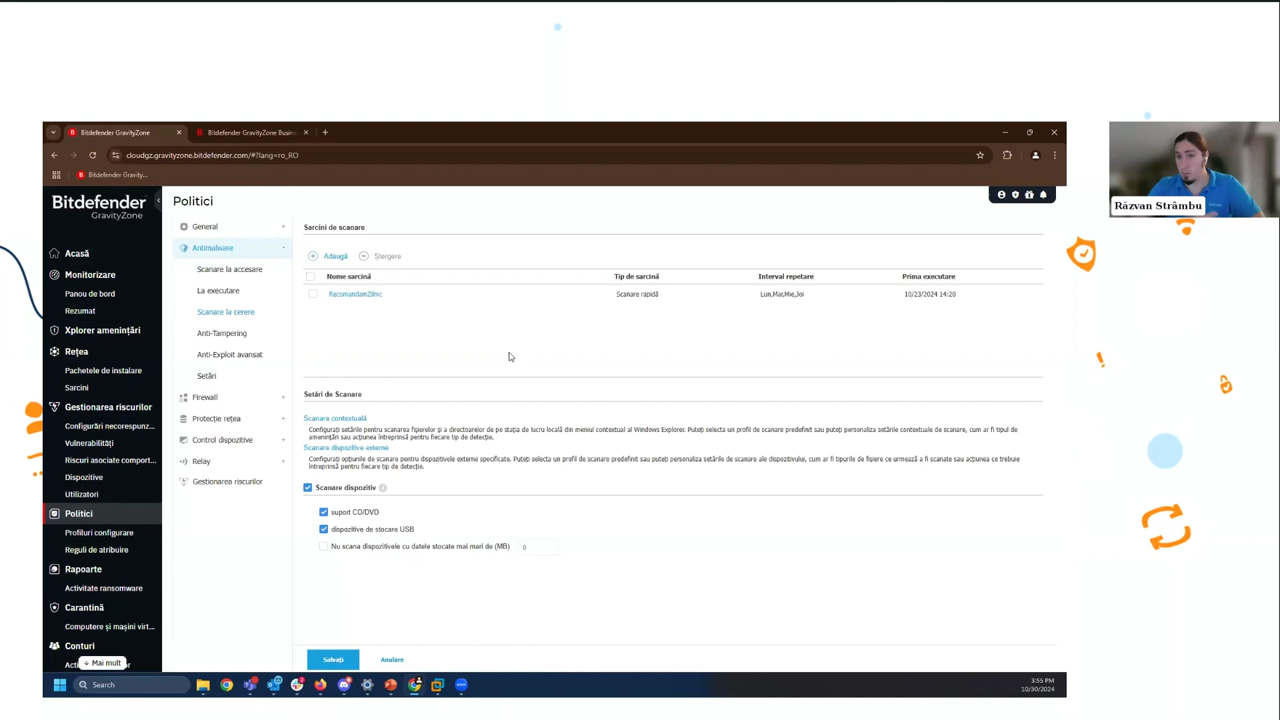 Bitdefender GravityZone
Bitdefender GravityZone Busin
cloudgz.gravityzone.bitdefender.com/#?lang=ro_RO
Bitdefender Gravity...
Bitdefender
GravityZone
Acasă
Monitorizare
Panou de bord
Rezumat
Xplorer amenințări
Rețea
Pachetele de instalare
Sarcini
Gestionarea riscurilor
Configurări necorespunz...
Vulnerabilități
Riscuri asociate comport...
Dispozitive
Utilizatori
Politici
Profiluri configurare
Reguli de atribuire
Rapoarte
Activitate ransomware
Carantină
Computere și mașini virt...
Conturi
Mai mult
Politici
General
Antimalware
Scanare la accesare
La executare
Scanare la cerere
Anti-Tampering
Anti-Exploit avansat
Setări
Firewall
Protecție rețea
Control dispozitive
Relay
Gestionarea riscurilor
Sarcini de scanare
Adaugă Ștergere
Nume sarcină Tip de sarcină Interval repetare Prima executare
RecomandamZilnic Scanare rapidă Lun,Mar,Mie,Joi 10/23/2024 14:20
Setări de Scanare
Scanare contextuală
Configurați setările pentru scanarea fișierelor și a directoarelor de pe stația de lucru locală din meniul contextual al Windows Explorer. Puteți selecta un profil de scanare predefinit sau puteți personaliza setările contextuale de scanare, cum ar fi tipul de
amenințări sau acțiunea întreprinsă pentru fiecare tip de detecție.
Scanare dispozitive externe
Configurați opțiunile de scanare pentru dispozitivele externe specificate. Puteți selecta un profil de scanare predefinit sau puteți personaliza setările de scanare ale dispozitivului, cum ar fi tipurile de fișiere ce urmează a fi scanate sau acțiunea ce trebuie
întreprinsă pentru fiecare tip de detecție.
Scanare dispozitiv
suport CD/DVD
dispozitive de stocare USB
Nu scana dispozitivele cu datele stocate mai mari de (MB) 0
Salvați Anulare
Search
3:55 PM
10/30/2024
Răzvan Strâmbu